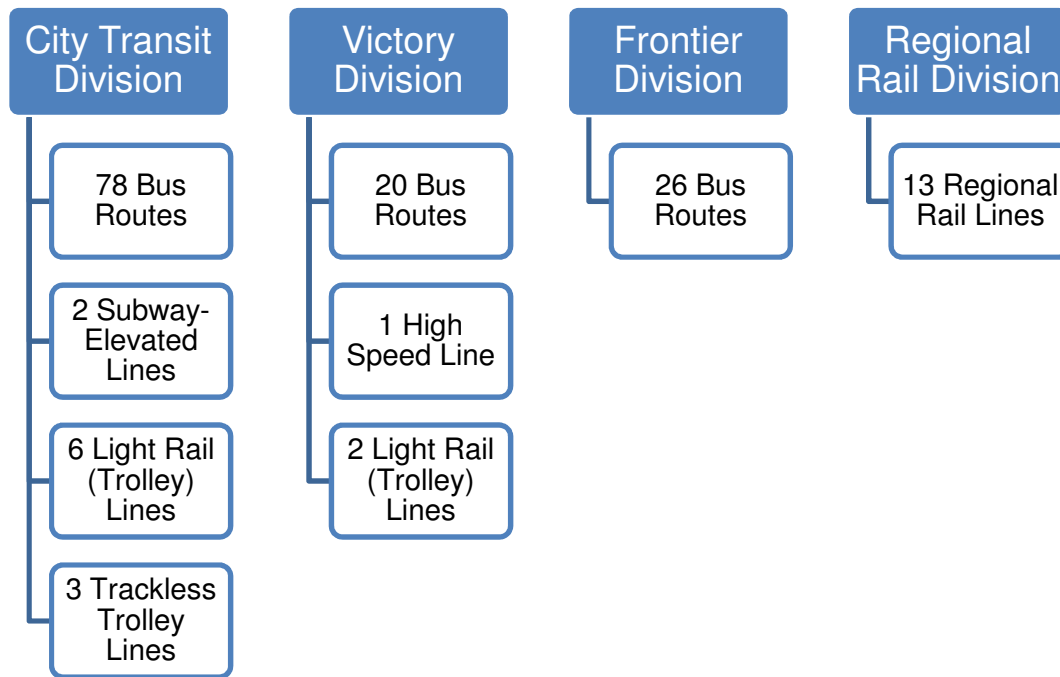 City Transit
Division
78 Bus
Routes
2 Subway-
Elevated
Lines
6 Light Rail
(Trolley)
Lines
3 Trackless
Trolley
Lines
Victory
Division
20 Bus
Routes
1 High
Speed Line
2 Light Rail
(Trolley)
Lines
Frontier
Division
26 Bus
Routes
Regional
Rail Division
13 Regional
Rail Lines